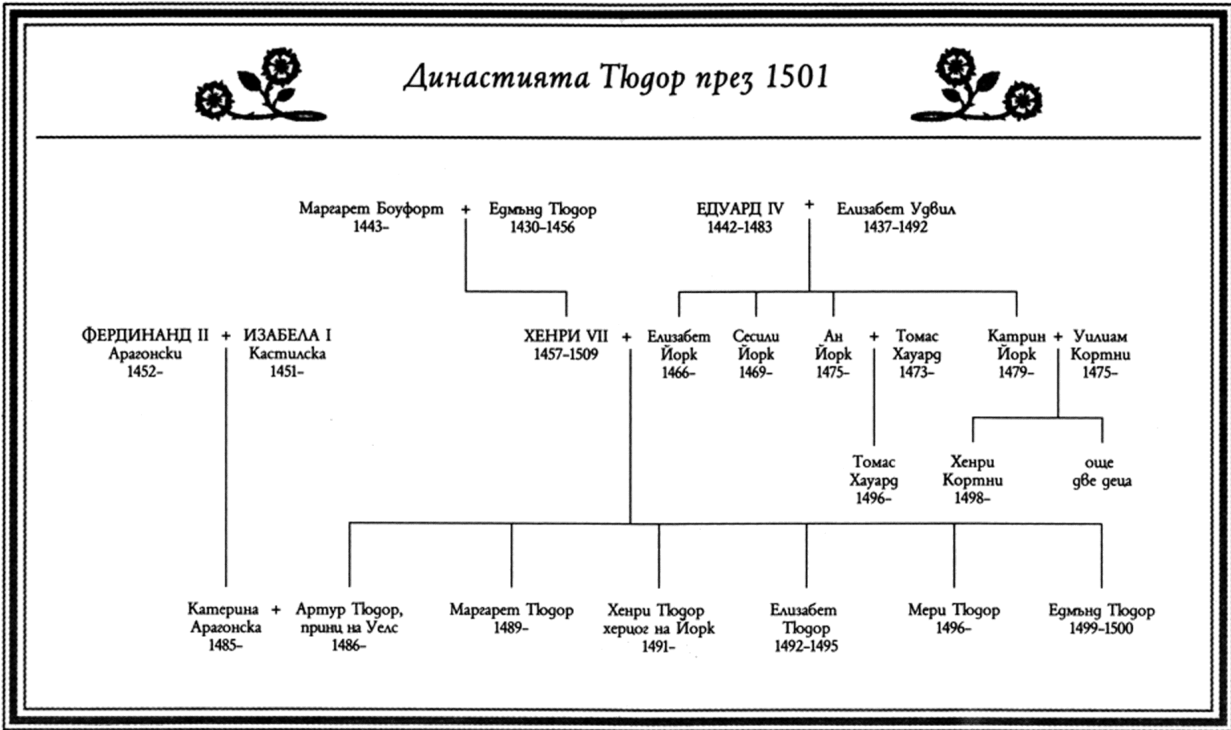 Династията Тюдор през 1501
Маргарет Боуфорт + Едмънд Тюдор ЕДУАРД IV + Елизабет Удвил
1443- 1430-1456 1442-1483 1437-1492
ФЕРДИНАНД II + ИЗАБЕЛА I ХЕНРИ VII + Елизабет Сесили Ан + Томас Катрин + Уилиам
Арагонски Кастилска 1457-1509 Йорк Йорк Йорк Хауард Йорк Кортни
1452- 1451- 1466- 1469- 1475- 1473- 1479- 1475-
Томас Хенри още
Хауард Кортни две деца
1496- 1498-
Катерина + Артур Тюдор, Маргарет Тюдор Хенри Тюдор Елизабет Мери Тюдор Едмънд Тюдор
Арагонска принц на Уелс 1489- херцог на Йорк Тюдор 1496- 1499-1500
1485- 1486- 1491- 1492-1495